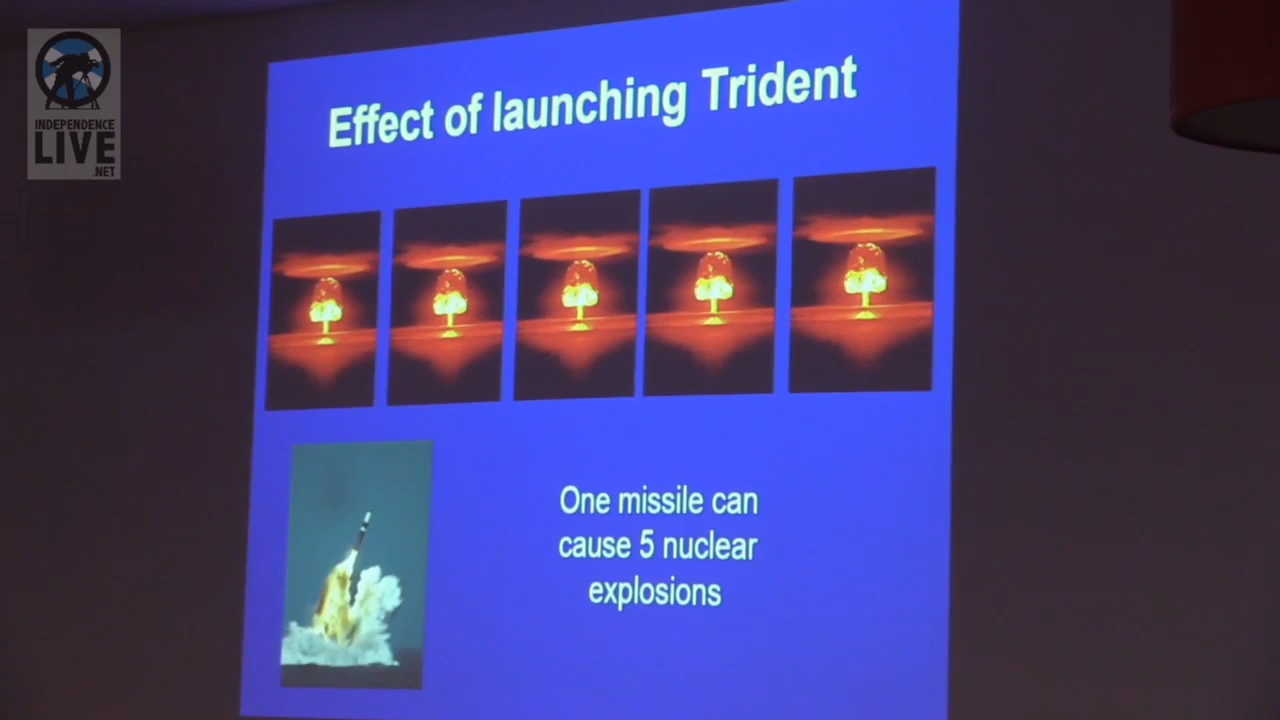 INDEPENDENCE
LIVE
.NET
Effect of launching Trident
One missile can
cause 5 nuclear
explosions